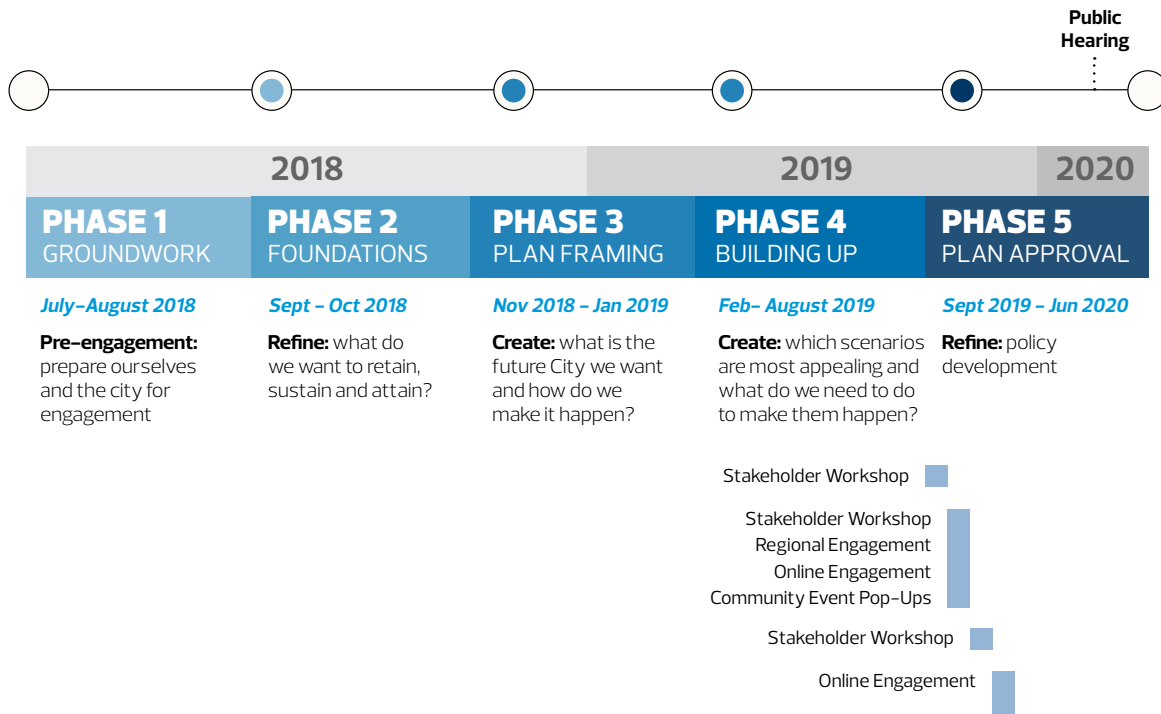 Public
Hearing
2018
2019
2020
PHASE 1
GROUNDWORK
PHASE 2
FOUNDATIONS
PHASE 3
PLAN FRAMING
PHASE 4
BUILDING UP
PHASE 5
PLAN APPROVAL
July–August 2018
Pre-engagement:
prepare ourselves
and the city for
engagement
Sept – Oct 2018
Refine: what do
we want to retain,
sustain and attain?
Nov 2018 – Jan 2019
Create: what is the
future City we want
and how do we
make it happen?
Feb– August 2019
Create: which scenarios
are most appealing and
what do we need to do
to make them happen?
Sept 2019 – Jun 2020
Refine: policy
development
Stakeholder Workshop
Stakeholder Workshop
Regional Engagement
Online Engagement
Community Event Pop-Ups
Stakeholder Workshop
Online Engagement